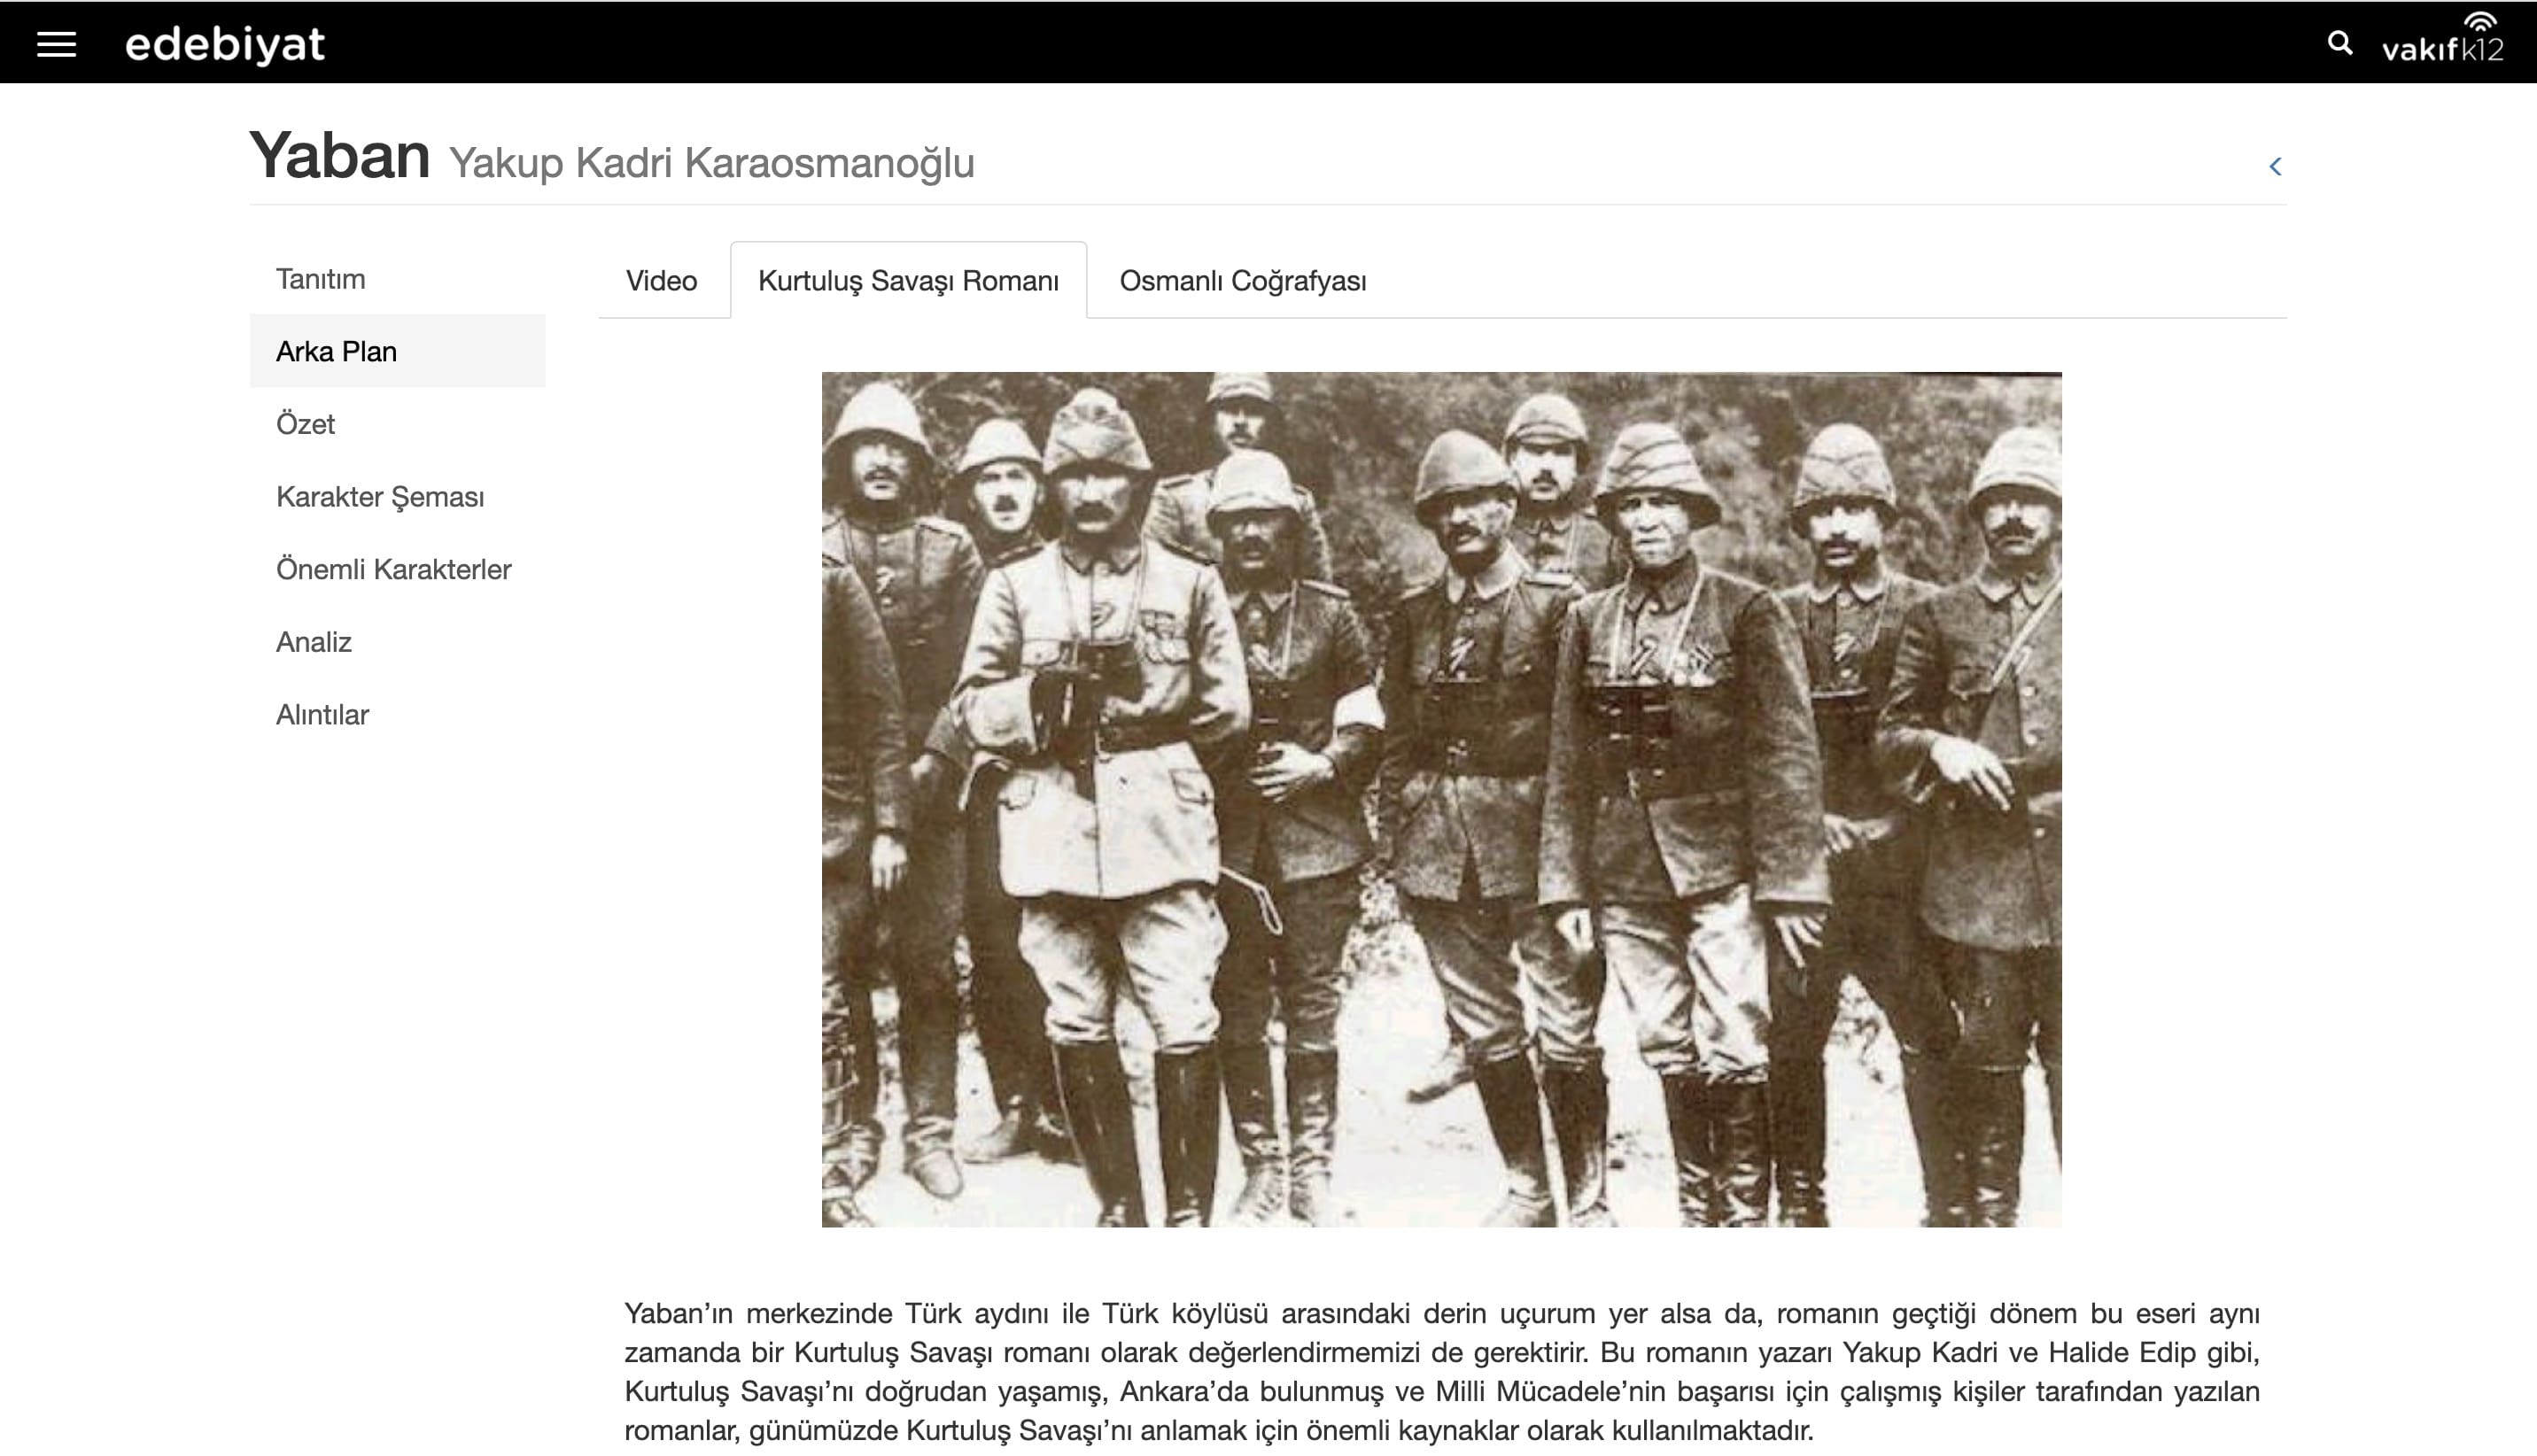 edebiyat
vakıfk12
Yaban Yakup Kadri Karaosmanoğlu
Tanıtım
Arka Plan
Özet
Karakter Şeması
Önemli Karakterler
Analiz
Alıntılar
Video
Kurtuluş Savaşı Romanı
Osmanlı Coğrafyası
Yaban’ın merkezinde Türk aydını ile Türk köylüsü arasındaki derin uçurum yer alsa da, romanın geçtiği dönem bu eseri aynı
zamanda bir Kurtuluş Savaşı romanı olarak değerlendirmemizi de gerektirir. Bu romanın yazarı Yakup Kadri ve Halide Edip gibi,
Kurtuluş Savaşı’nı doğrudan yaşamış, Ankara’da bulunmuş ve Milli Mücadele’nin başarısı için çalışmış kişiler tarafından yazılan
romanlar, günümüzde Kurtuluş Savaşı’nı anlamak için önemli kaynaklar olarak kullanılmaktadır.